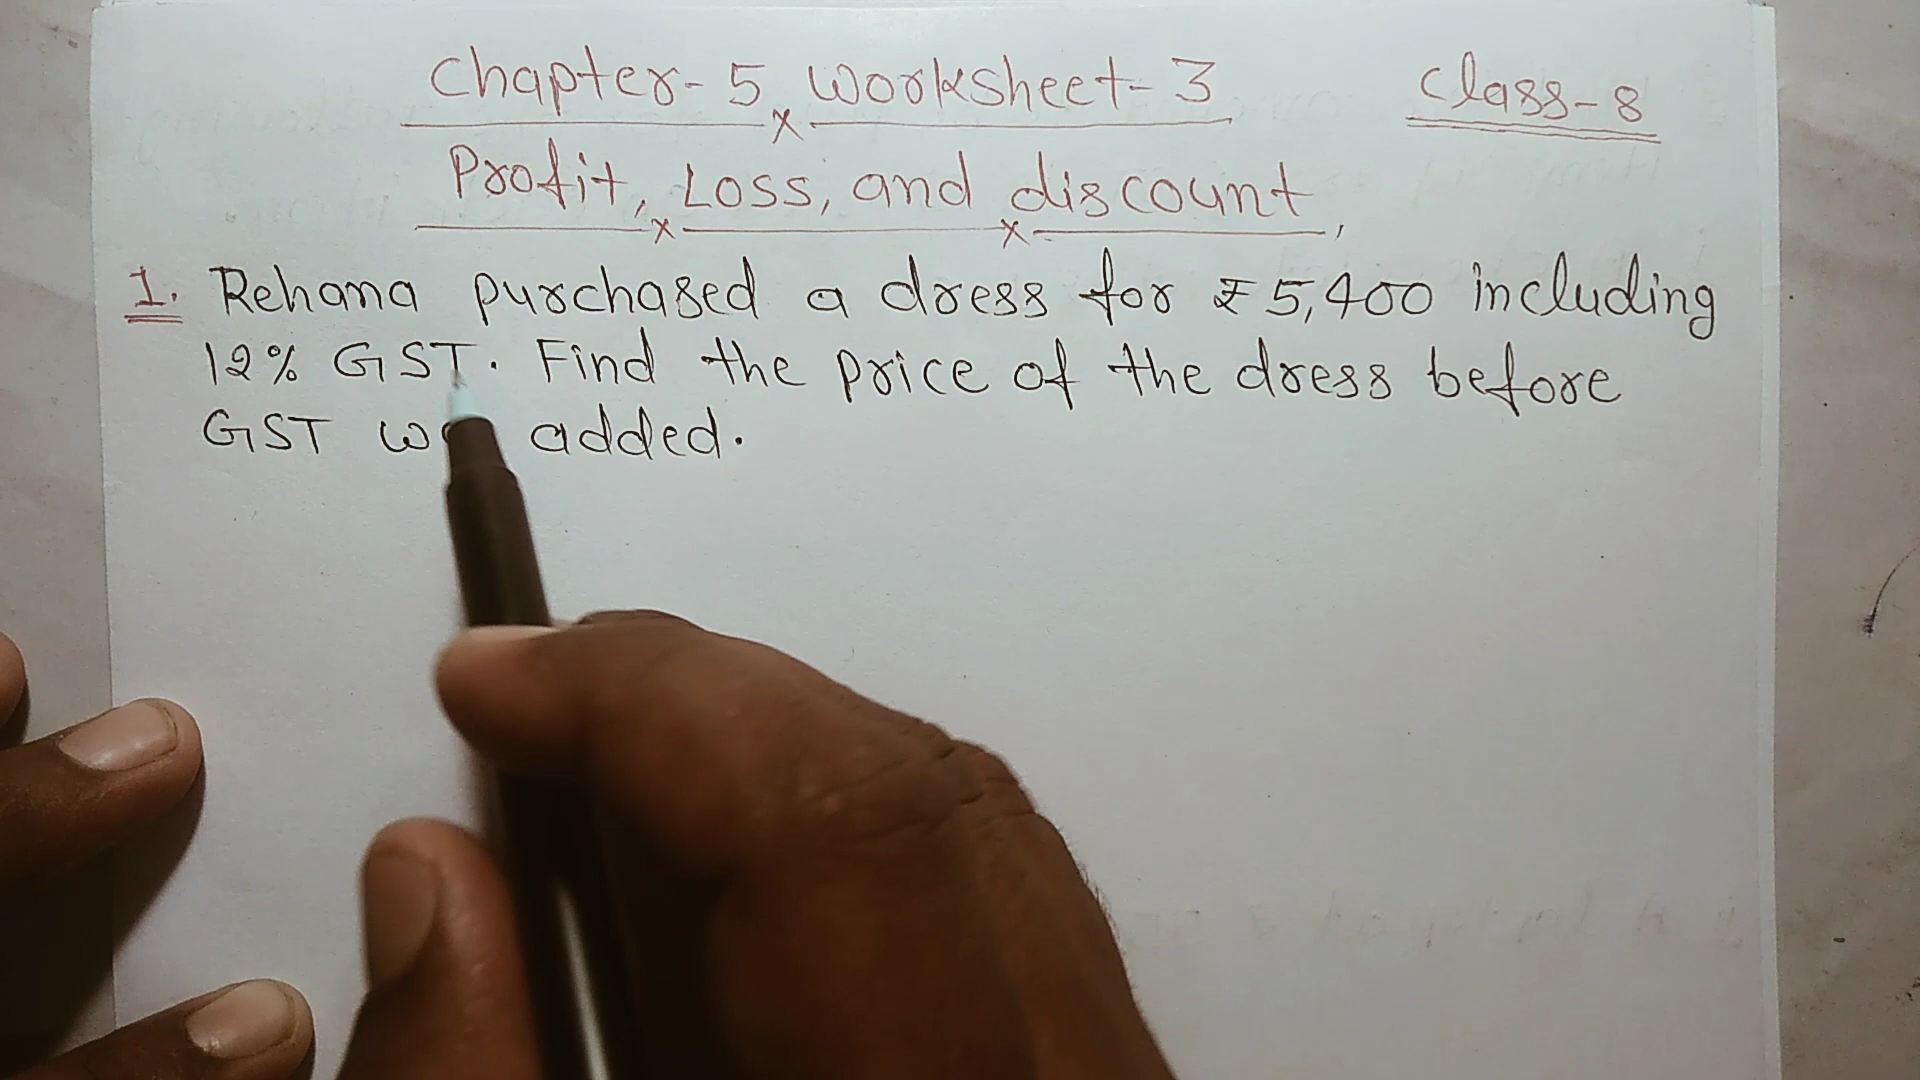 Chapter-5 Worksheet-3
Class-8
Profit, Loss, and discount,
1. Rehana purchased a dress for ₹5,400 including
12% GST. Find the price of the dress before
GST added.